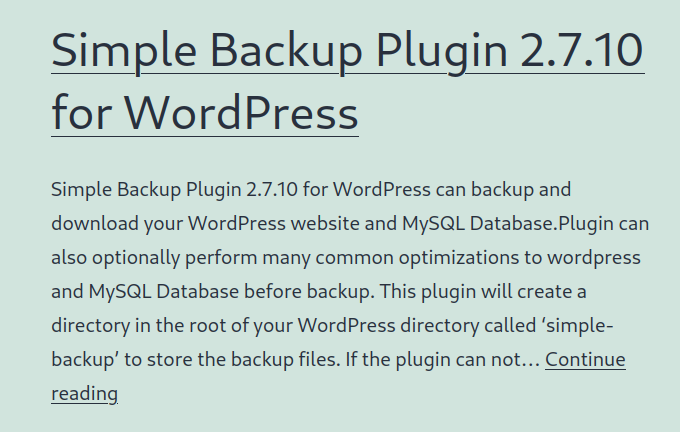 Simple Backup Plugin 2.7.10
for WordPress
Simple Backup Plugin 2.7.10 for WordPress can backup and
download your WordPress website and MySQL Database.Plugin can
also optionally perform many common optimizations to wordpress
and MySQL Database before backup. This plugin will create a
directory in the root of your WordPress directory called ‘simple-
backup’ to store the backup files. If the plugin can not… Continue
reading